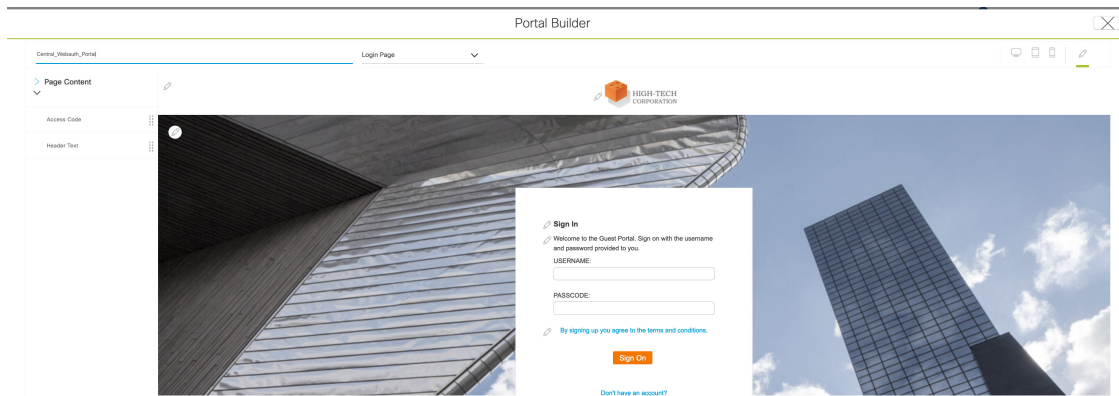 Portal Builder
Central_Webauth_Portal
Login Page
Page Content
Access Code
Header Text
HIGH-TECH
CORPORATION
Sign In
Welcome to the Guest Portal. Sign on with the username
and password provided to you.
USERNAME:
PASSCODE:
By signing up you agree to the terms and conditions.
Sign On
Don't have an account?